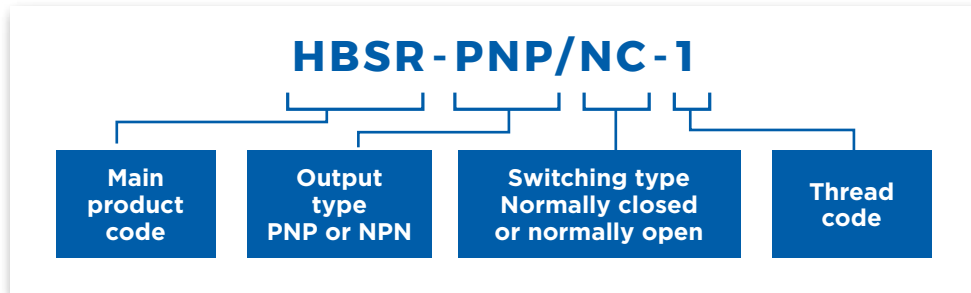 HBSR-PNP/NC-1
Main
product
code
Output
type
PNP or NPN
Switching type
Normally closed
or normally open
Thread
code